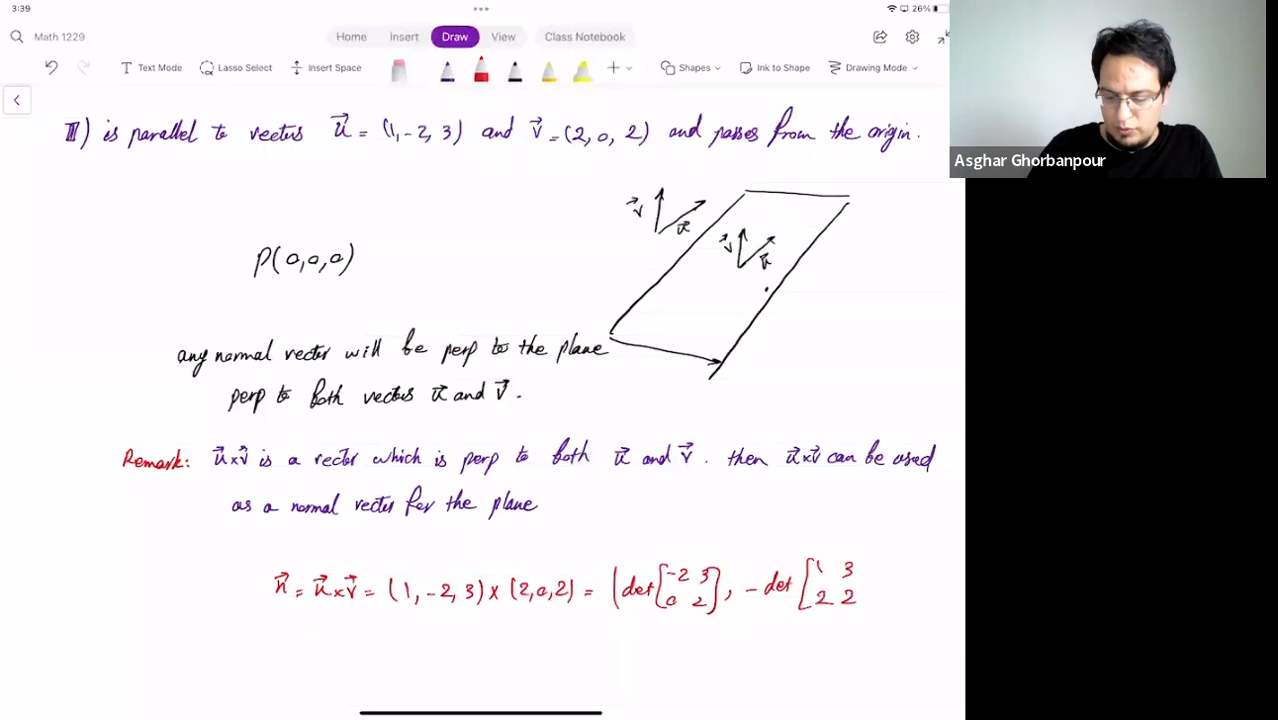 3:39
26%
Math 1229
Home Insert Draw View Class Notebook
Text Mode Lasso Select Insert Space Shapes Ink to Shape Drawing Mode
II) is parallel to vectors u⃗ = (1, -2, 3) and v⃗ = (2, 0, 2) and passes from the origin.
Asghar Ghorbanpour
v⃗ u⃗
v⃗ u⃗
P(0,0,0)
any normal vector will be perp to the plane
perp to both vectors u⃗ and v⃗.
Remark: u⃗×v⃗ is a vector which is perp to both u⃗ and v⃗. then u⃗×v⃗ can be used
as a normal vector for the plane
n⃗ = u⃗×v⃗ = (1, -2, 3) × (2, 0, 2) = (det[-2 3; 0 2], -det[1 3; 2 2